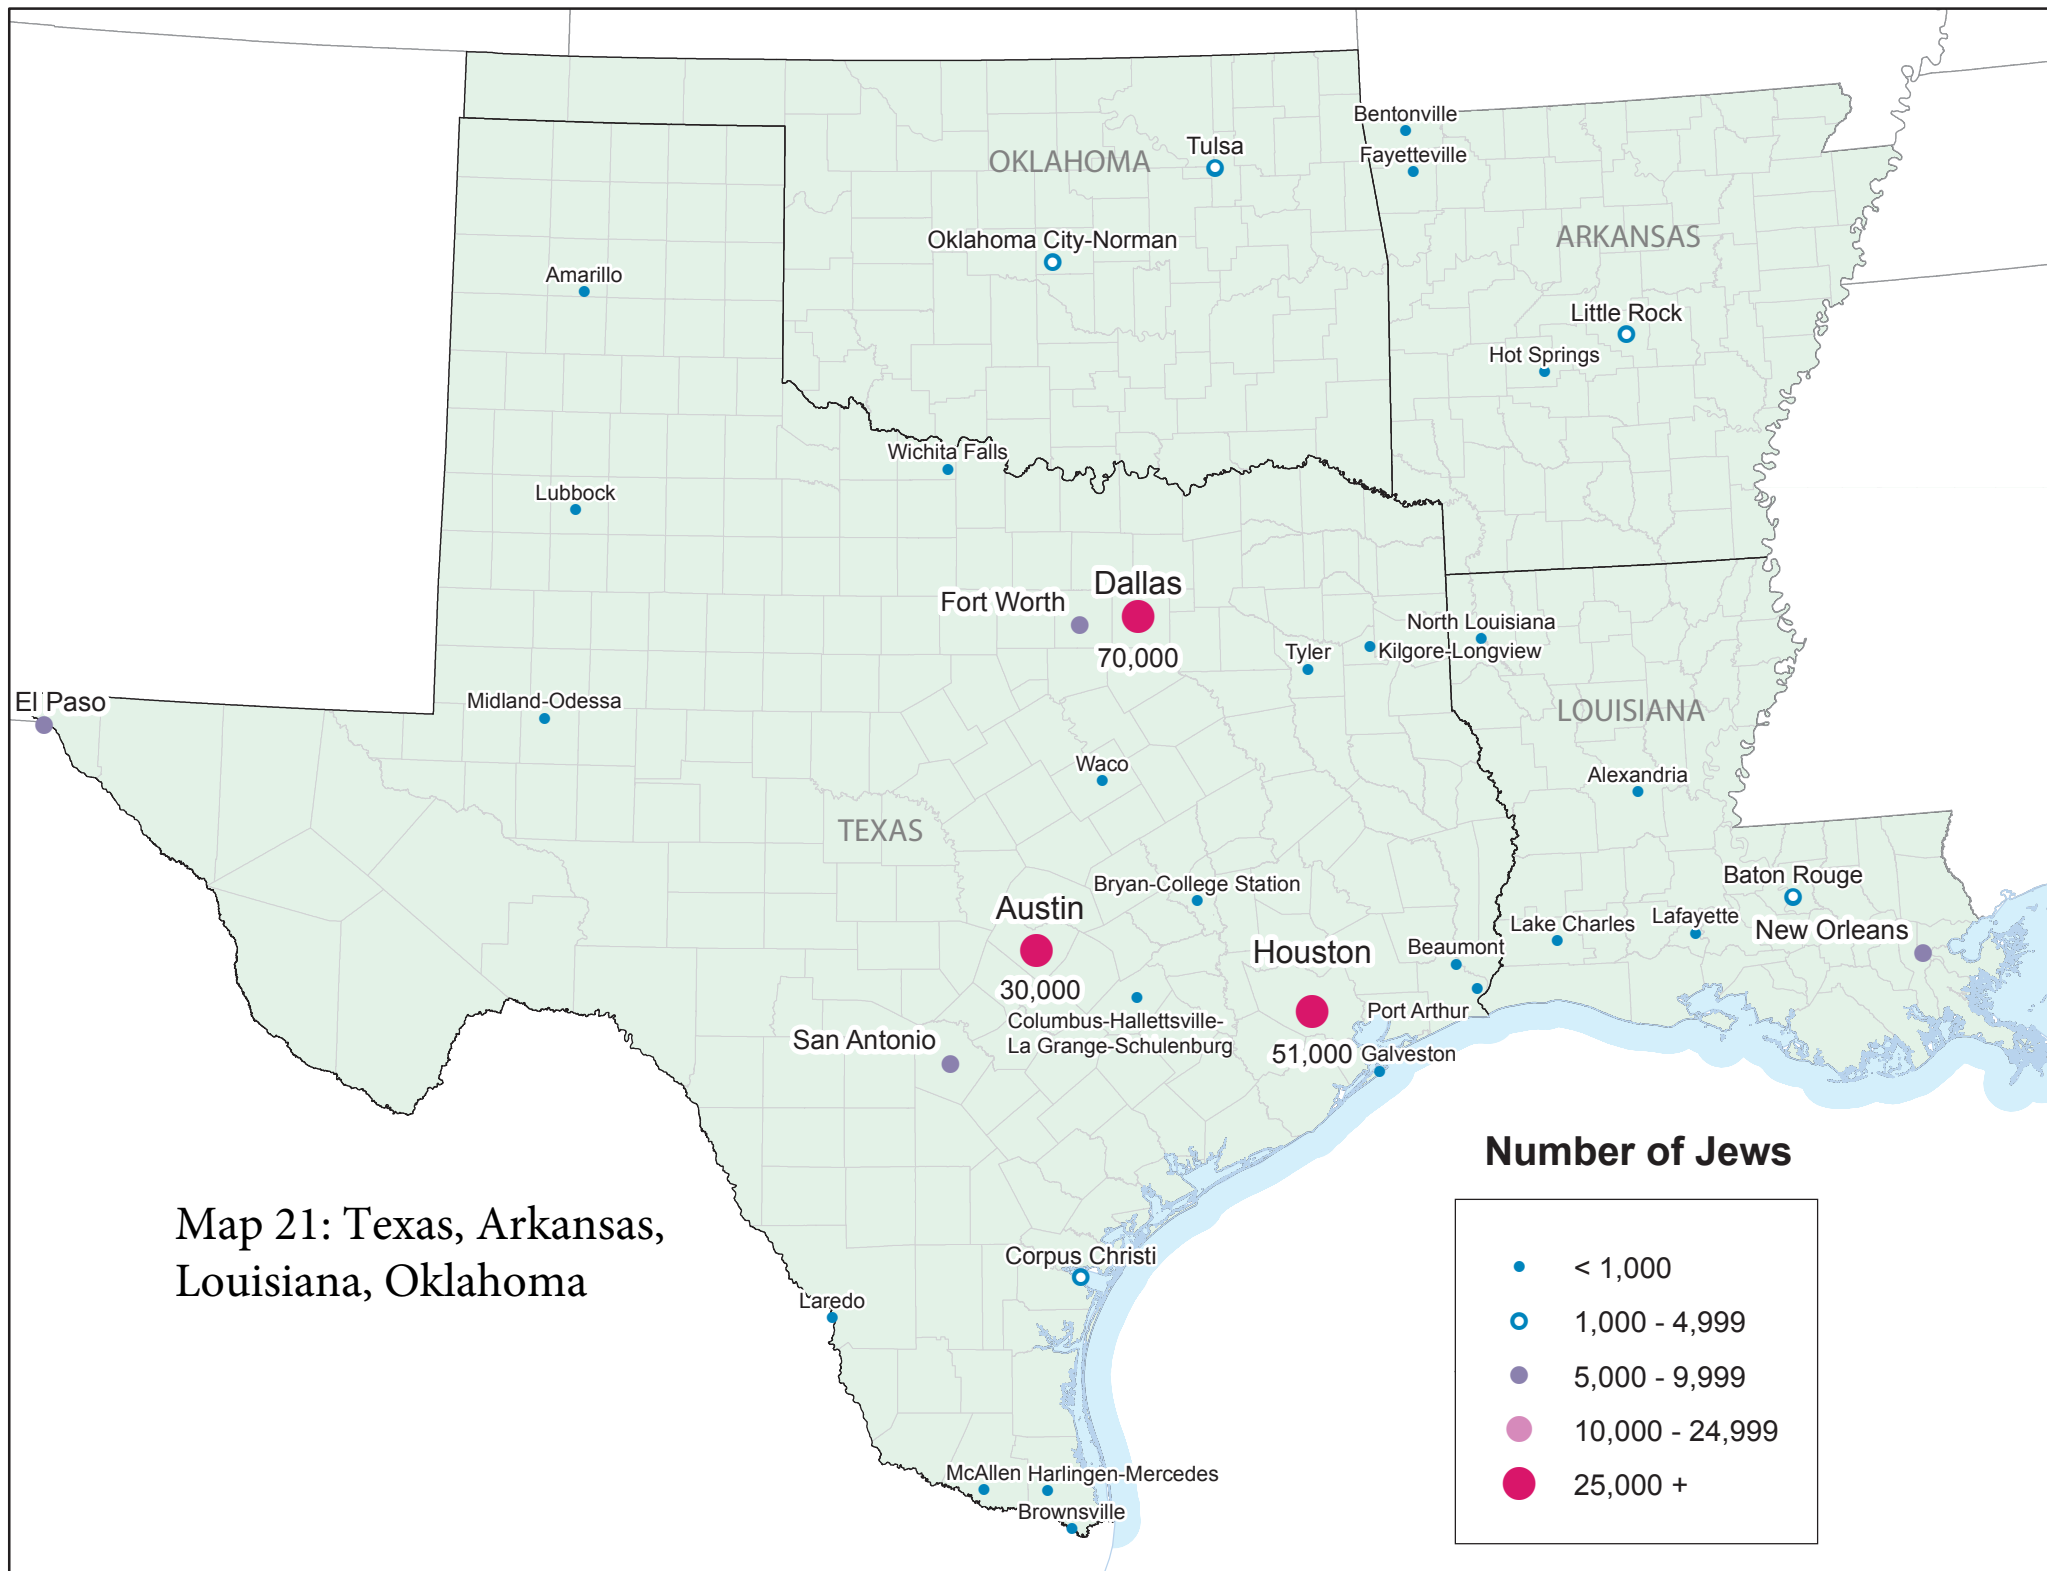 Bentonville
Tulsa
Fayetteville
OKLAHOMA
Oklahoma City-Norman
ARKANSAS
Amarillo
Little Rock
Hot Springs
Wichita Falls
Lubbock
Dallas
Fort Worth
70,000
North Louisiana
Tyler
Kilgore-Longview
El Paso
Midland-Odessa
LOUISIANA
Waco
Alexandria
TEXAS
Bryan-College Station
Baton Rouge
Austin
Lake Charles
Lafayette
New Orleans
Houston
Beaumont
30,000
Port Arthur
Columbus-Hallettsville-
La Grange-Schulenburg
San Antonio
51,000
Galveston
Number of Jews
< 1,000
1,000 - 4,999
5,000 - 9,999
10,000 - 24,999
25,000 +
Map 21: Texas, Arkansas,
Louisiana, Oklahoma
Corpus Christi
Laredo
McAllen
Harlingen-Mercedes
Brownsville